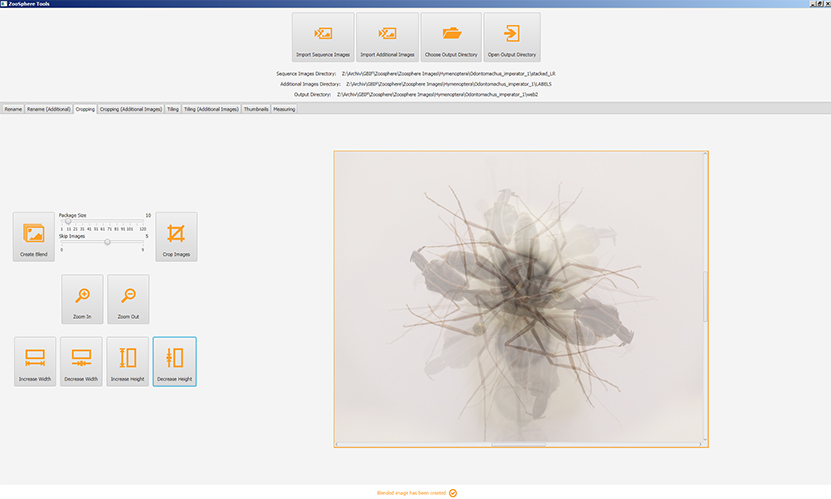 ZooSphere Tools
Import Sequence Images
Import Additional Images
Choose Output Directory
Open Output Directory
Sequence Images Directory: Z:\Archiv\GBIF\Zoosphere\Zoosphere Images\Hymenoptera\Odontomachus_imperator_1\stacked_LR
Additional Images Directory: Z:\Archiv\GBIF\Zoosphere\Zoosphere Images\Hymenoptera\Odontomachus_imperator_1\LABELS
Output Directory: Z:\Archiv\GBIF\Zoosphere\Zoosphere Images\Hymenoptera\Odontomachus_imperator_1\web2
Rename Rename (Additional) Cropping Cropping (Additional Images) Tiling Tiling (Additional Images) Thumbnails Measuring
Package Size 10
1 11 21 31 41 51 61 71 81 91 101 120
Skip Images 5
0 9
Create Blend
Crop Images
Zoom In
Zoom Out
Increase Width
Decrease Width
Increase Height
Decrease Height
Blended image has been created